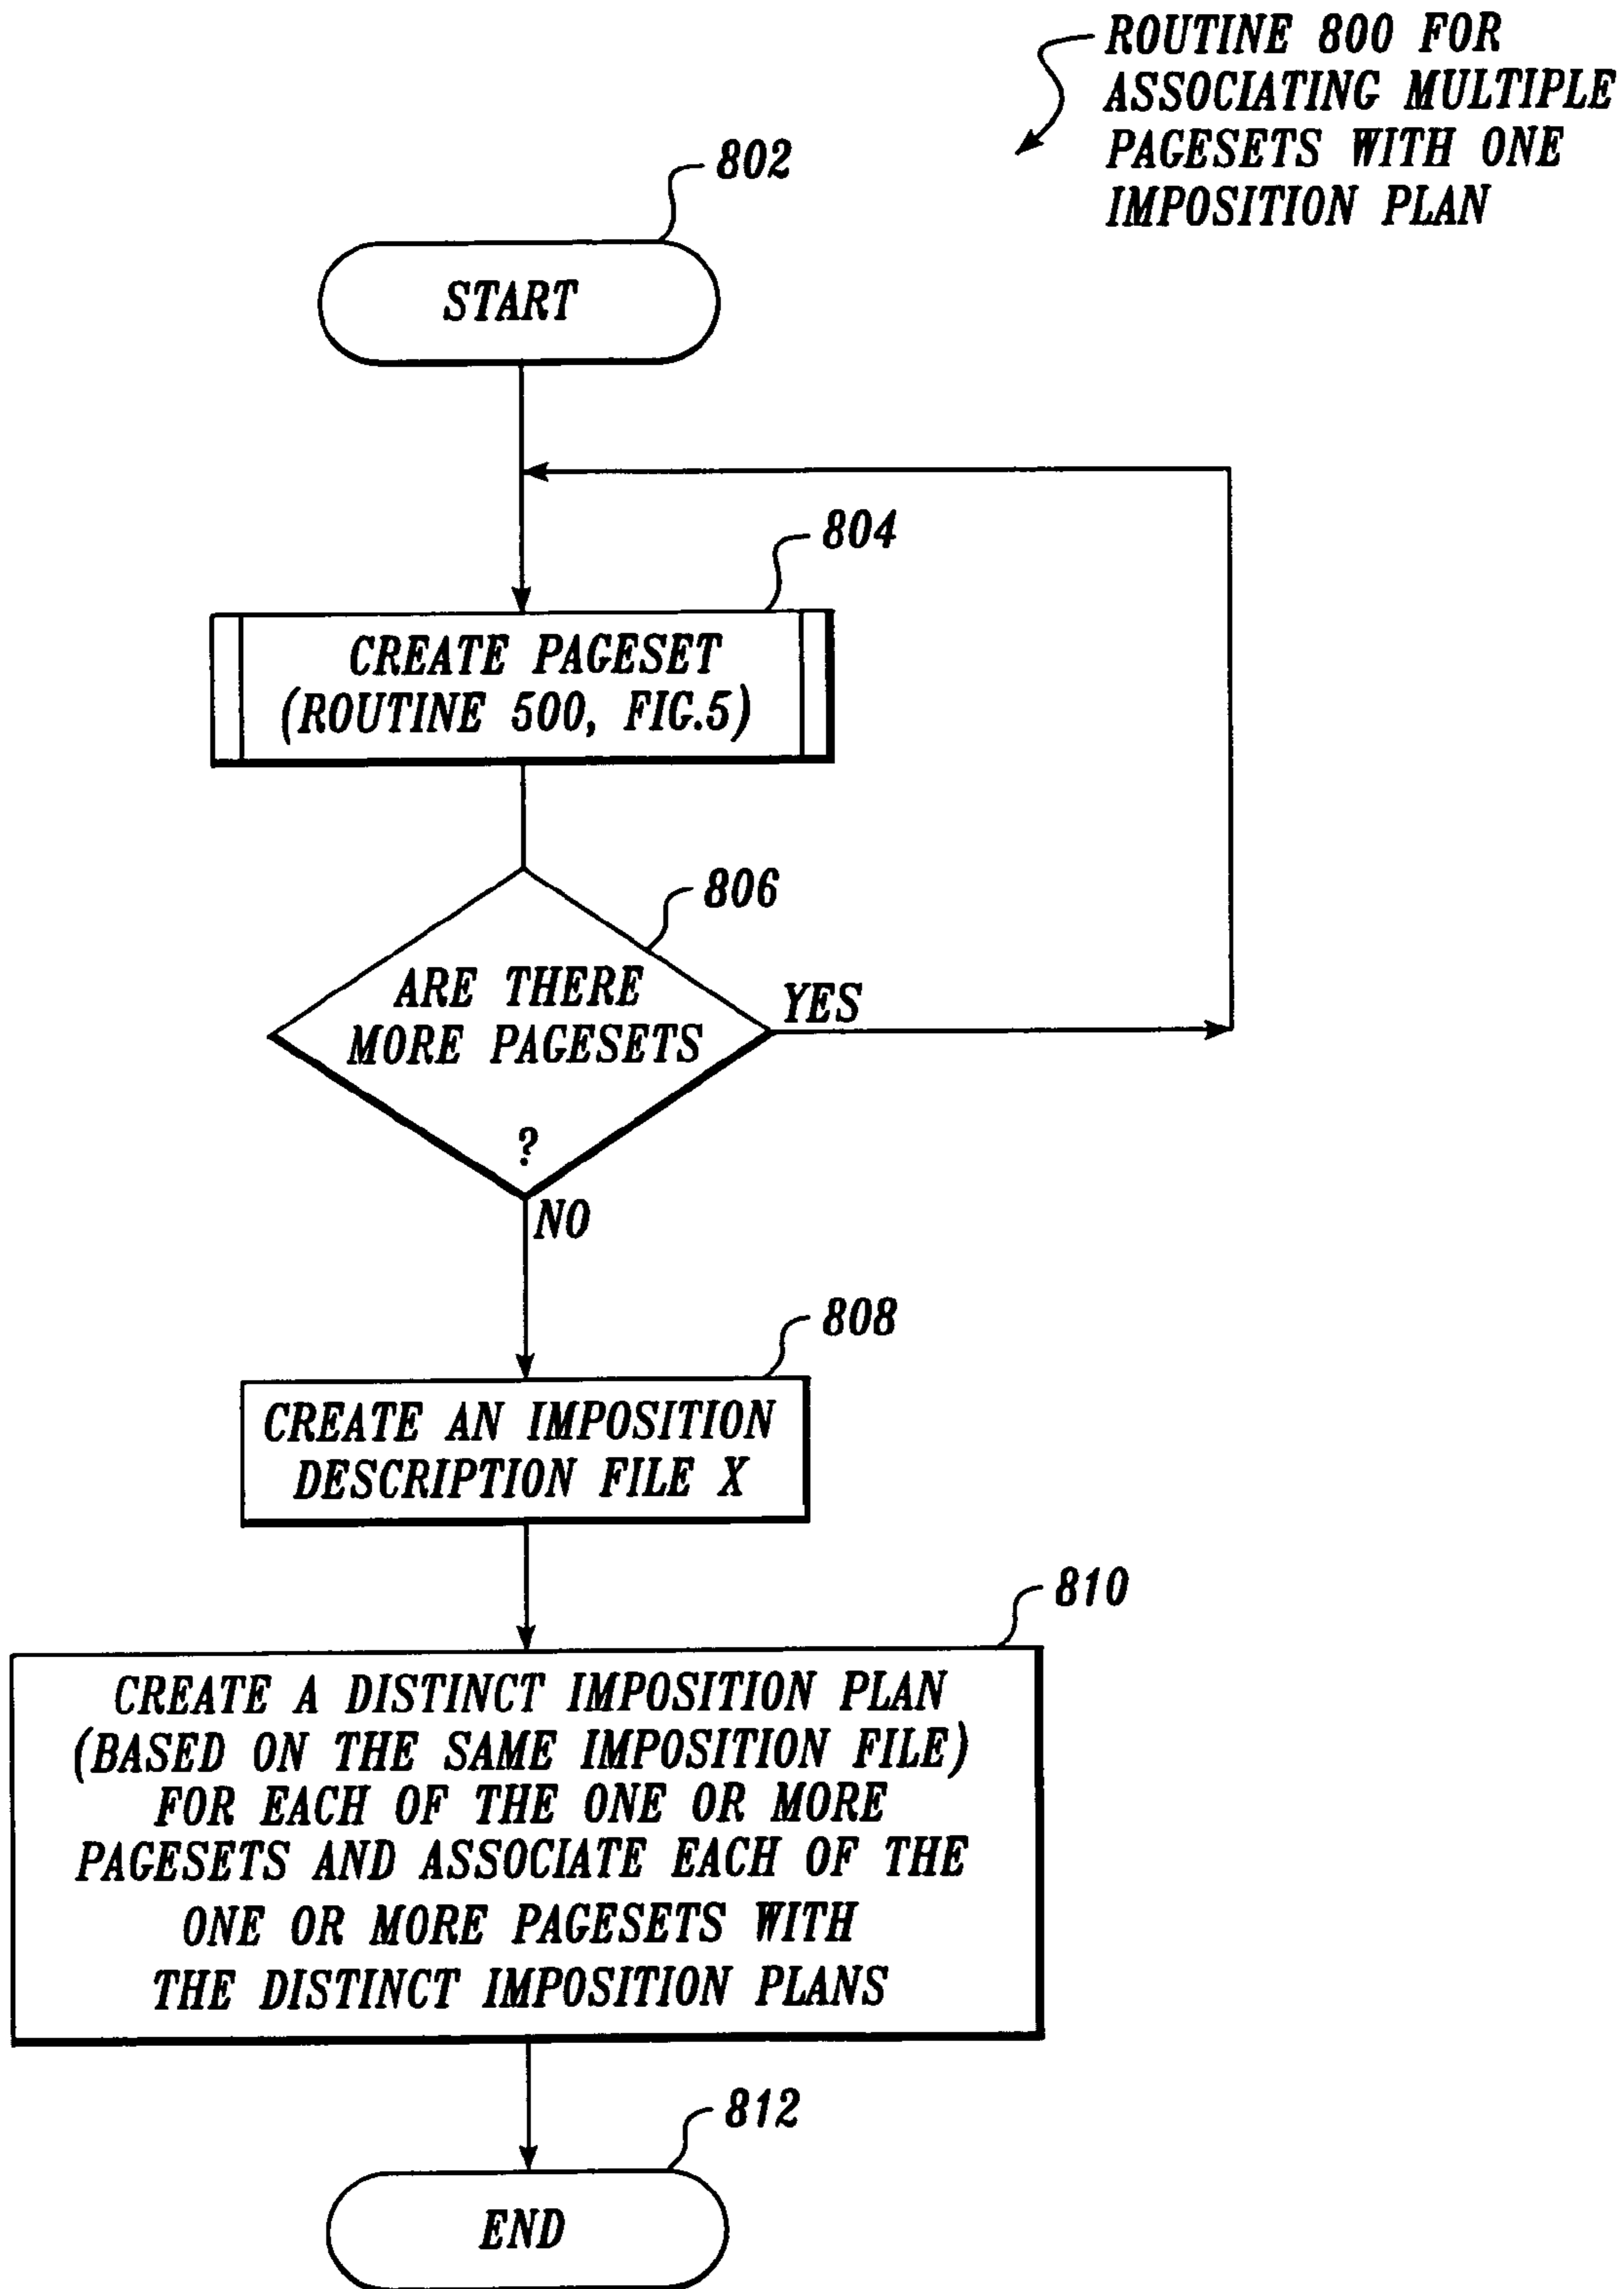 ROUTINE 800 FOR
ASSOCIATING MULTIPLE
PAGESETS WITH ONE
IMPOSITION PLAN
802
START
804
CREATE PAGESET
(ROUTINE 500, FIG.5)
806
ARE THERE
MORE PAGESETS
?
YES
NO
808
CREATE AN IMPOSITION
DESCRIPTION FILE X
810
CREATE A DISTINCT IMPOSITION PLAN
(BASED ON THE SAME IMPOSITION FILE)
FOR EACH OF THE ONE OR MORE
PAGESETS AND ASSOCIATE EACH OF THE
ONE OR MORE PAGESETS WITH
THE DISTINCT IMPOSITION PLANS
812
END